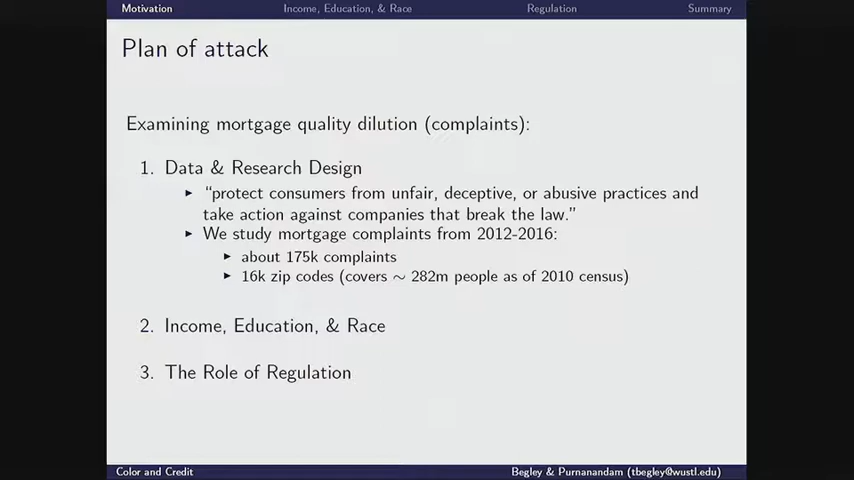 Motivation Income, Education, & Race Regulation Summary
Plan of attack
Examining mortgage quality dilution (complaints):
1. Data & Research Design
▶ “protect consumers from unfair, deceptive, or abusive practices and
take action against companies that break the law.”
▶ We study mortgage complaints from 2012-2016:
▶ about 175k complaints
▶ 16k zip codes (covers ∼ 282m people as of 2010 census)
2. Income, Education, & Race
3. The Role of Regulation
Color and Credit Begley & Purnanandam (tbegley@wustl.edu)